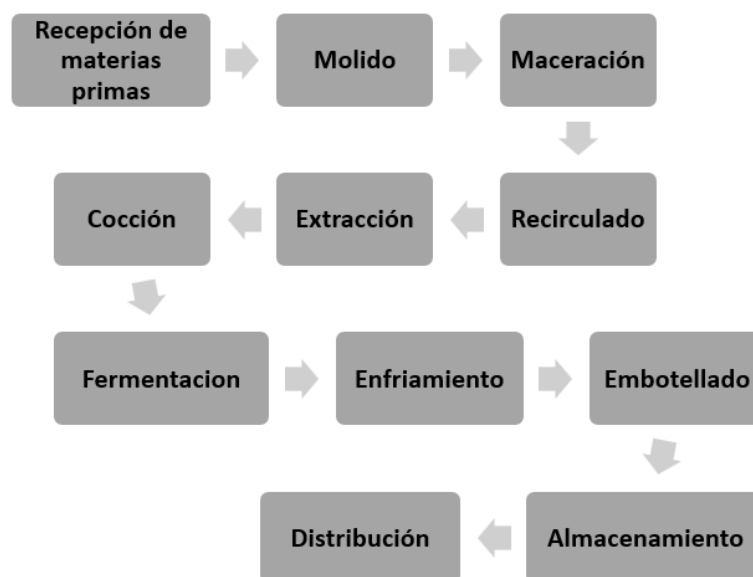 Recepción de
materias
primas
Molido
Maceración
Recirculado
Extracción
Cocción
Fermentacion
Enfriamiento
Embotellado
Almacenamiento
Distribución